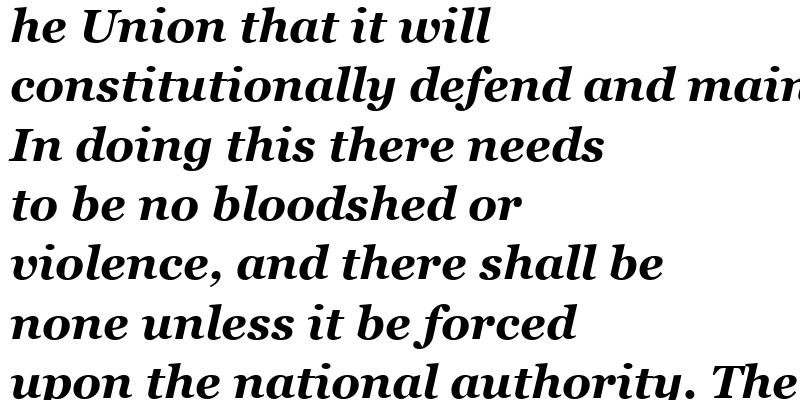 he Union that it will
constitutionally defend and main
In doing this there needs
to be no bloodshed or
violence, and there shall be
none unless it be forced
upon the national authority. The